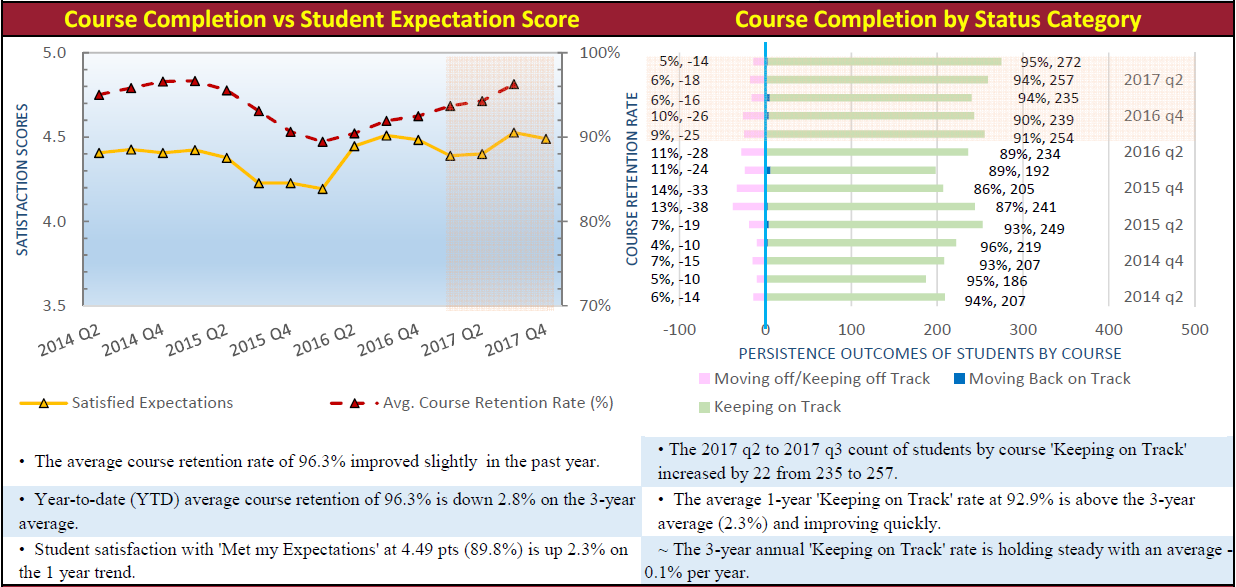 Course Completion vs Student Expectation Score
5.0
4.5
4.0
3.5
SATISTACTION SCORES
100%
90%
80%
70%
2014 Q2
2014 Q4
2015 Q2
2015 Q4
2016 Q2
2016 Q4
2017 Q2
2017 Q4
Satisfied Expectations
Avg. Course Retention Rate (%)
• The average course retention rate of 96.3% improved slightly in the past year.
• Year-to-date (YTD) average course retention of 96.3% is down 2.8% on the 3-year
average.
• Student satisfaction with 'Met my Expectations' at 4.49 pts (89.8%) is up 2.3% on
the 1 year trend.
Course Completion by Status Category
COURSE RETENTION RATE
5%, -14 95%, 272
6%, -18 94%, 257 2017 q2
6%, -16 94%, 235
10%, -26 90%, 239 2016 q4
9%, -25 91%, 254
11%, -28 89%, 234 2016 q2
11%, -24 89%, 192
14%, -33 86%, 205 2015 q4
13%, -38 87%, 241
7%, -19 93%, 249 2015 q2
4%, -10 96%, 219
7%, -15 93%, 207 2014 q4
5%, -10 95%, 186
6%, -14 94%, 207 2014 q2
-100 0 100 200 300 400 500
PERSISTENCE OUTCOMES OF STUDENTS BY COURSE
Moving off/Keeping off Track Moving Back on Track
Keeping on Track
• The 2017 q2 to 2017 q3 count of students by course 'Keeping on Track'
increased by 22 from 235 to 257.
• The average 1-year 'Keeping on Track' rate at 92.9% is above the 3-year
average (2.3%) and improving quickly.
~ The 3-year annual 'Keeping on Track' rate is holding steady with an average -
0.1% per year.